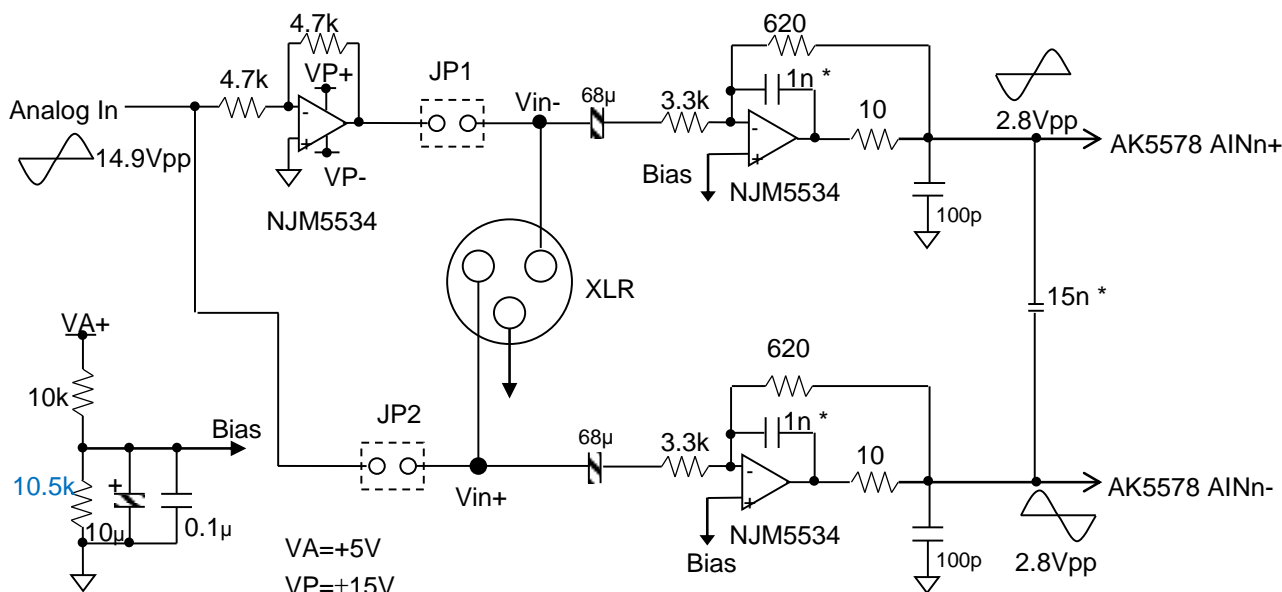 4.7k
4.7k
VP+
JP1
Analog In
14.9Vpp
VP-
NJM5534
Vin-
68µ
3.3k
620
1n *
-
+
10
Bias
NJM5534
100p
2.8Vpp
AK5578 AINn+
XLR
15n *
VA+
10k
Bias
10.5k
+
10µ
0.1µ
JP2
Vin+
68µ
3.3k
620
1n *
-
+
10
Bias
NJM5534
100p
2.8Vpp
AK5578 AINn-
VA=+5V
VP=±15V